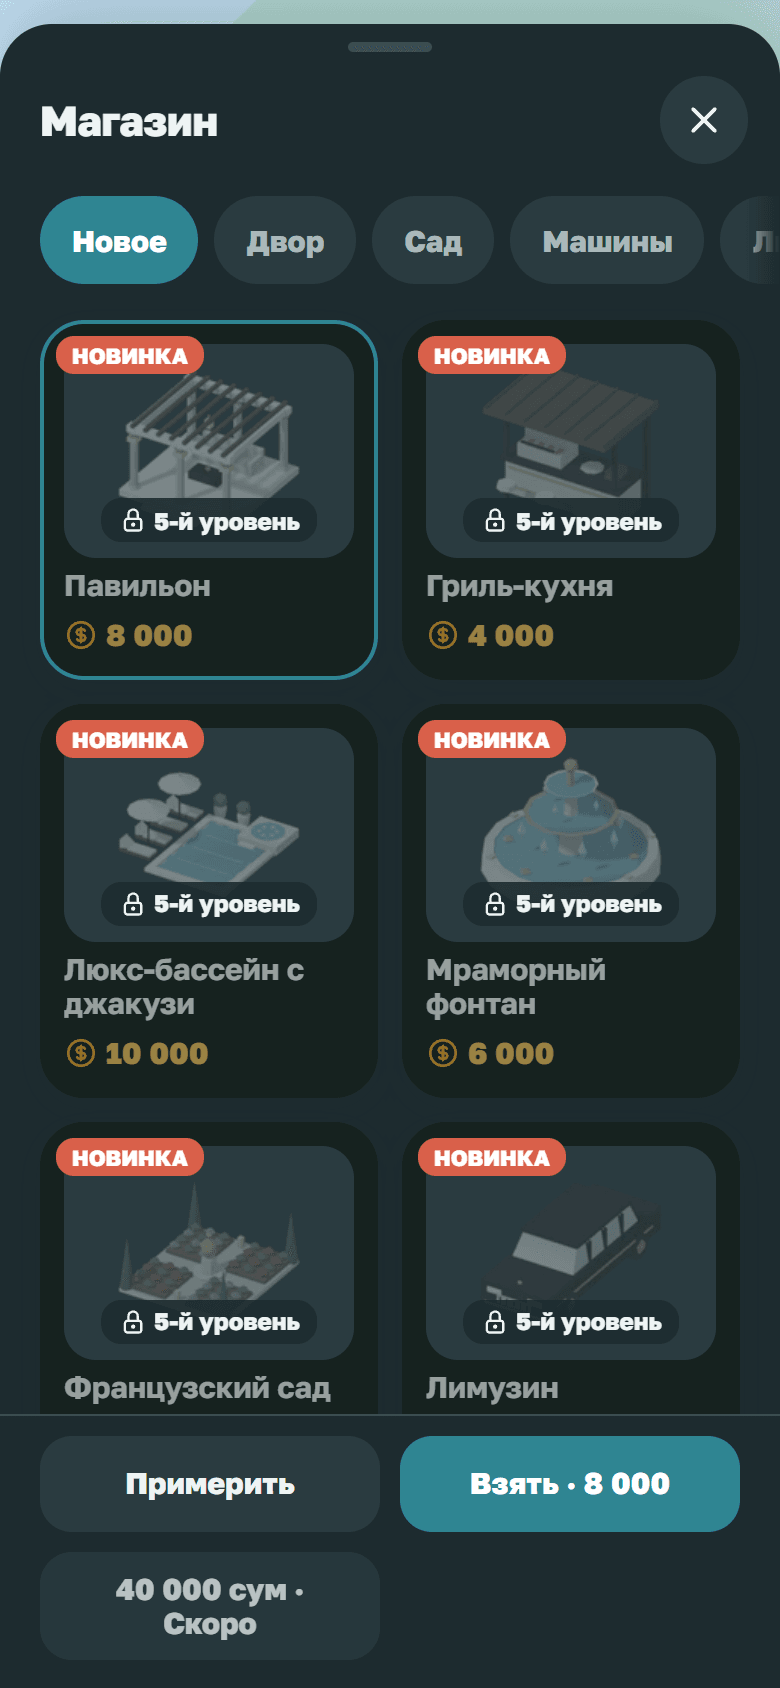 Магазин
Новое
Двор
Сад
Машины
НОВИНКА
5-й уровень
Павильон
8 000
НОВИНКА
5-й уровень
Гриль-кухня
4 000
НОВИНКА
5-й уровень
Люкс-бассейн с
джакузи
10 000
НОВИНКА
5-й уровень
Мраморный
фонтан
6 000
НОВИНКА
5-й уровень
Французский сад
НОВИНКА
5-й уровень
Лимузин
Примерить
Взять · 8 000
40 000 сум ·
Скоро